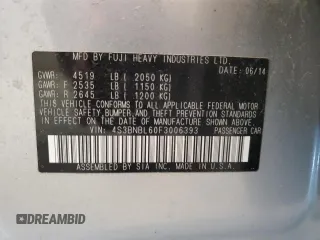 MFD BY FUJI HEAVY INDUSTRIES LTD.
DATE: 06/14
GVWR: 4519 LB ( 2050 KG)
GAWR: F 2535 LB ( 1150 KG)
GAWR: R 2645 LB ( 1200 KG)
THIS VEHICLE CONFORMS TO ALL APPLICABLE FEDERAL MOTOR
VEHICLE SAFETY, BUMPER AND THEFT PREVENTION STANDARDS
IN EFFECT ON THE DATE OF MANUFACTURE SHOWN ABOVE
VIN: 4S3BNBL60F3006393 PASSENGER CAR
ASSEMBLED BY SIA INC. MADE IN U.S.A.
DREAMBID